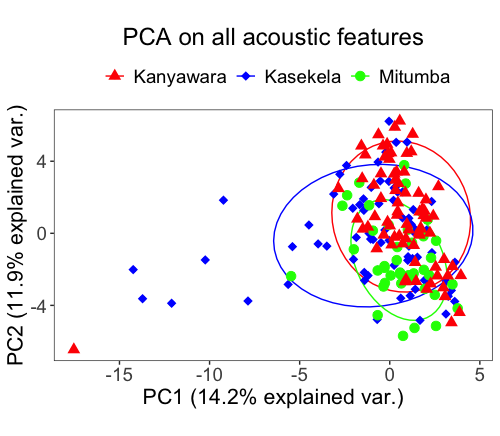 PCA on all acoustic features
Kanyawara Kasekela Mitumba
PC2 (11.9% explained var.)
4
0
-4
-15 -10 -5 0 5
PC1 (14.2% explained var.)